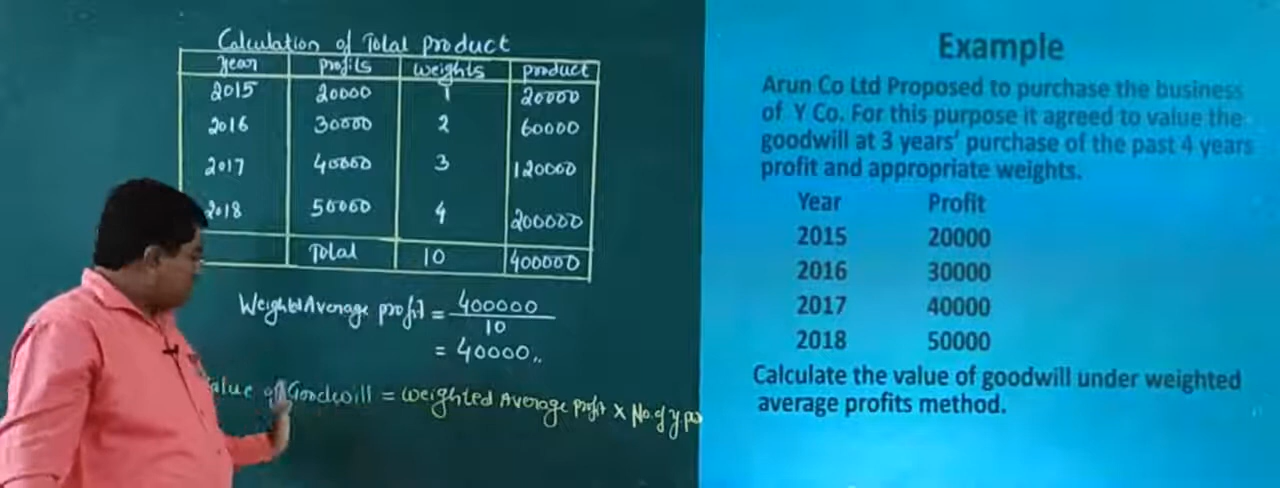 Calculation of Total product
Year profits weights product
2015 20000 1 20000
2016 30000 2 60000
2017 40000 3 120000
2018 50000 4 200000
Total 10 400000
Weighted Average profit = 400000
10
= 40000,,
alue of Goodwill = weighted Average profit x No. of y.
Example
Arun Co Ltd Proposed to purchase the business
of Y Co. For this purpose it agreed to value the
goodwill at 3 years' purchase of the past 4 years
profit and appropriate weights.
Year Profit
2015 20000
2016 30000
2017 40000
2018 50000
Calculate the value of goodwill under weighted
average profits method.